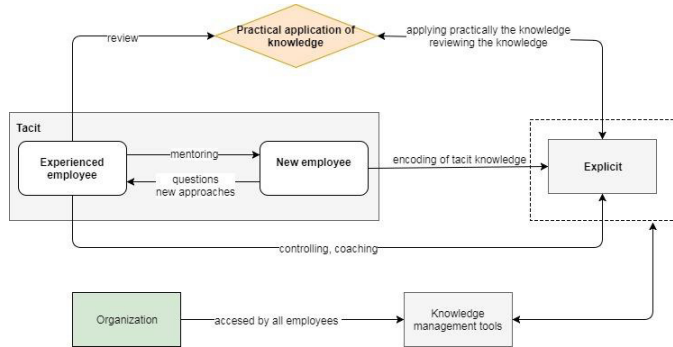 Practical application of
knowledge
review
applying practically the knowledge
reviewing the knowledge
Tacit
Experienced
employee
mentoring
New employee
questions
new approaches
encoding of tacit knowledge
Explicit
controlling, coaching
Organization
accesed by all employees
Knowledge
management tools